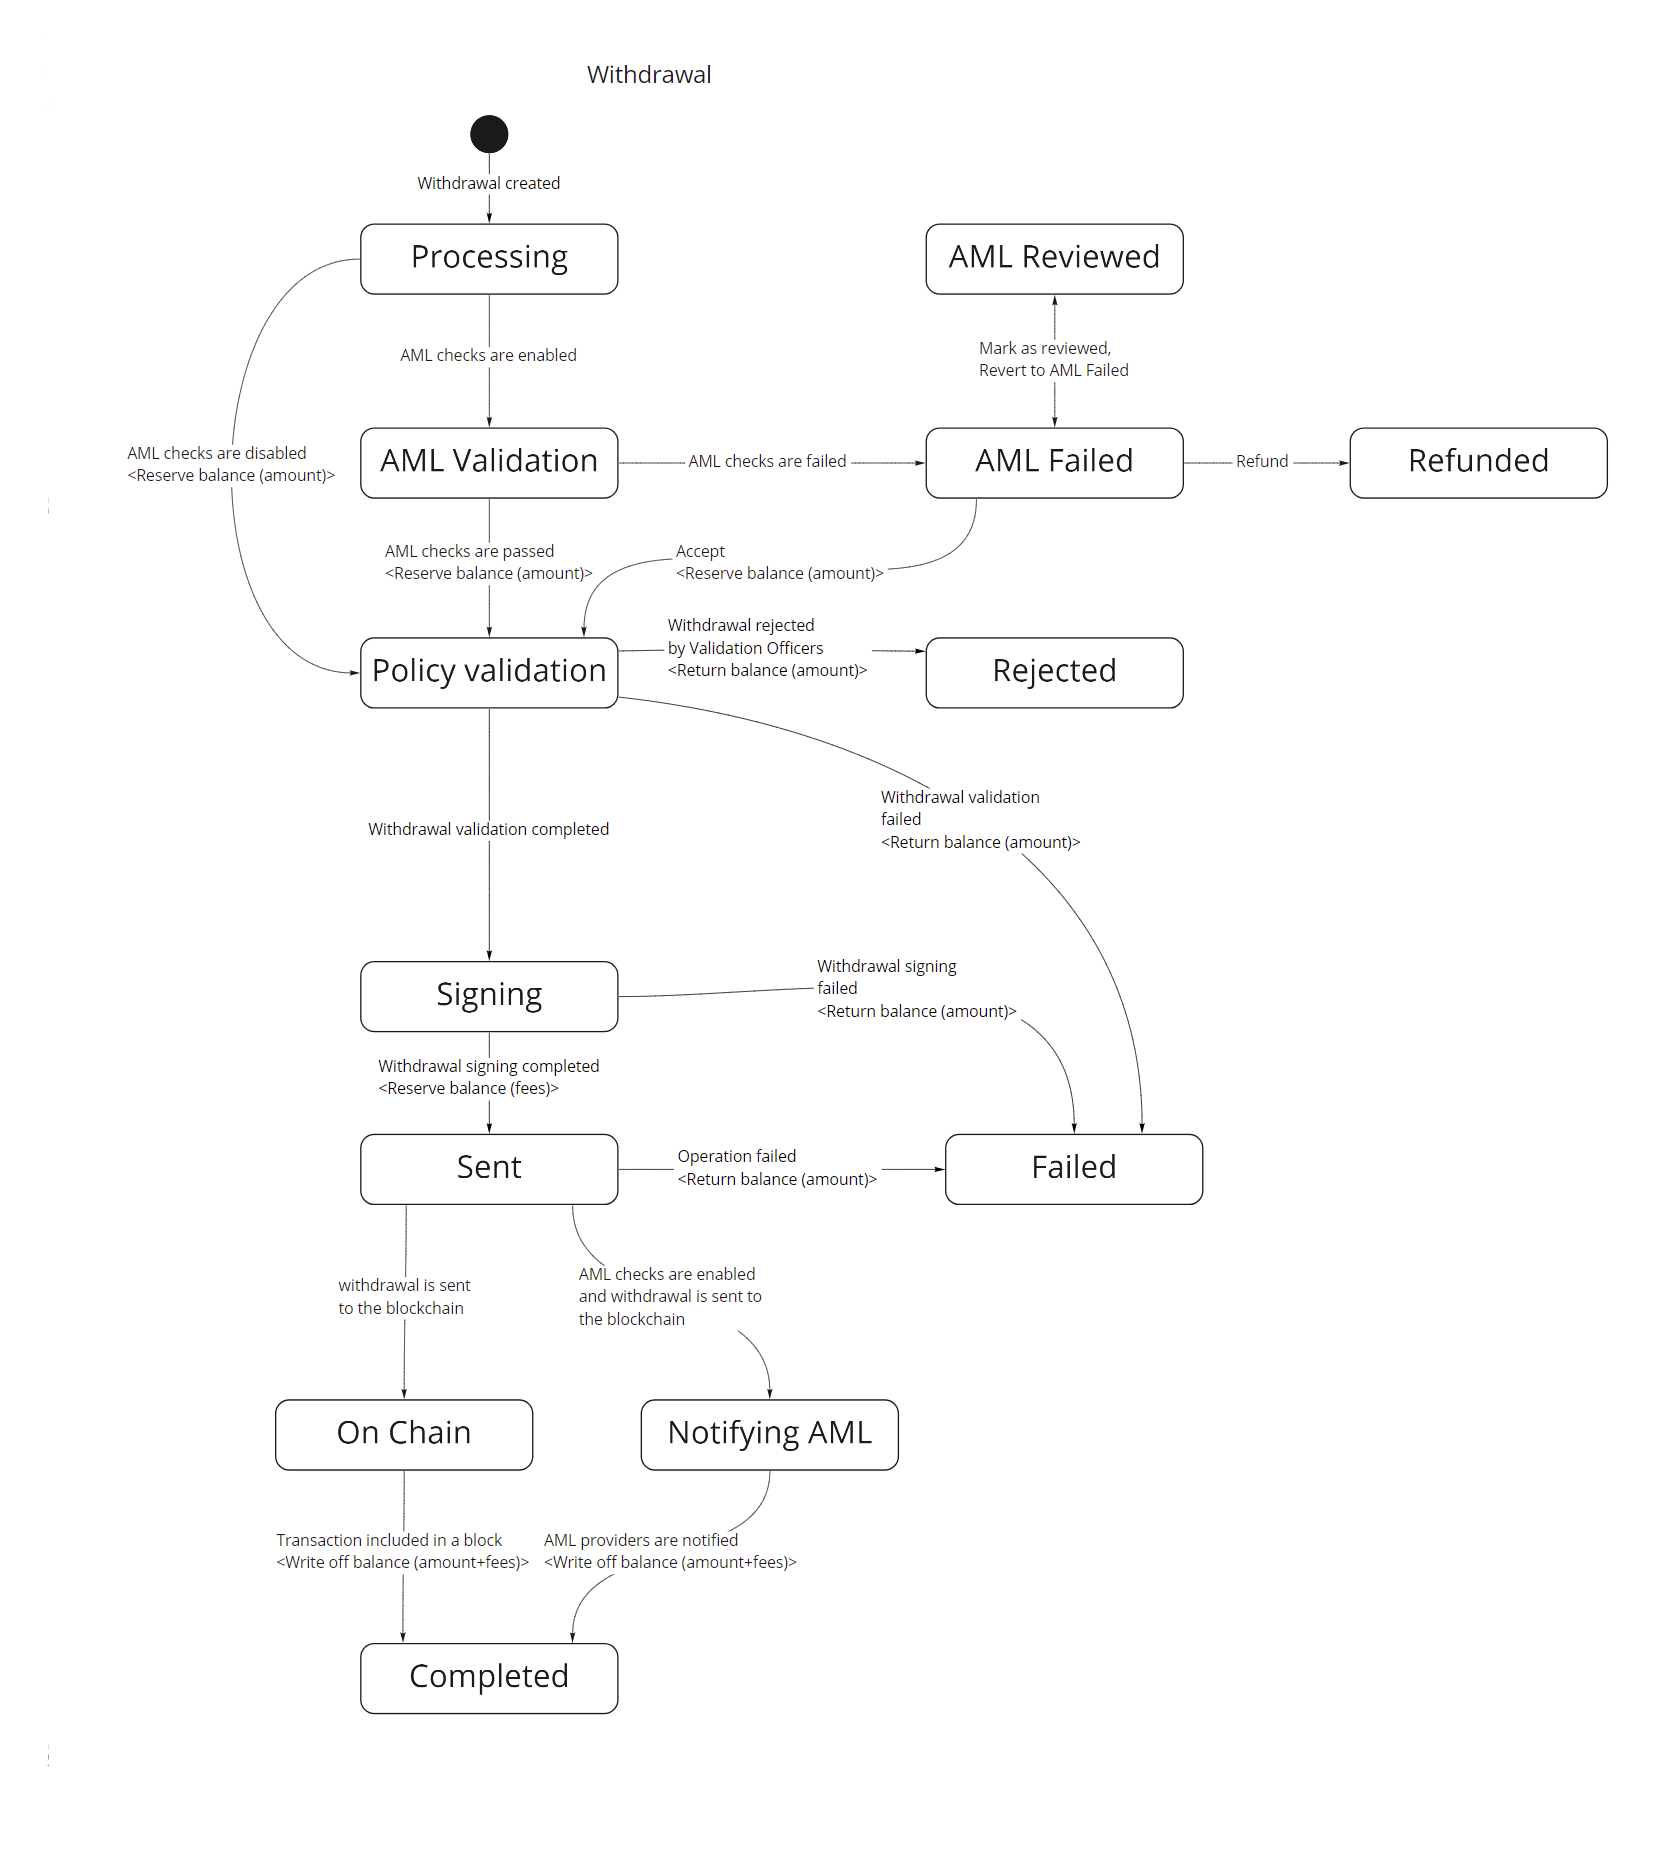 Withdrawal
Withdrawal created
Processing
AML Reviewed
AML checks are enabled
Mark as reviewed,
Revert to AML Failed
AML checks are disabled
<Reserve balance (amount)>
AML Validation
AML checks are failed
AML Failed
Refund
Refunded
AML checks are passed
<Reserve balance (amount)>
Accept
<Reserve balance (amount)>
Policy validation
Withdrawal rejected
by Validation Officers
<Return balance (amount)>
Rejected
Withdrawal validation
failed
<Return balance (amount)>
Withdrawal validation completed
Signing
Withdrawal signing
failed
<Return balance (amount)>
Withdrawal signing completed
<Reserve balance (fees)>
Sent
Operation failed
<Return balance (amount)>
Failed
withdrawal is sent
to the blockchain
AML checks are enabled
and withdrawal is sent to
the blockchain
On Chain
Notifying AML
Transaction included in a block
<Write off balance (amount+fees)>
AML providers are notified
<Write off balance (amount+fees)>
Completed